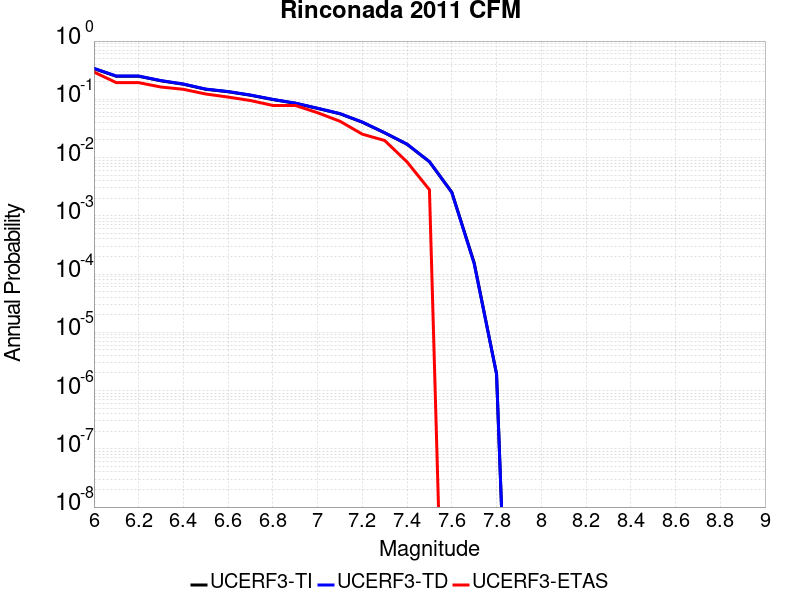 Rinconada 2011 CFM
Annual Probability
10^0
10^-1
10^-2
10^-3
10^-4
10^-5
10^-6
10^-7
10^-8
6 6.2 6.4 6.6 6.8 7 7.2 7.4 7.6 7.8 8 8.2 8.4 8.6 8.8 9
Magnitude
UCERF3-TI UCERF3-TD UCERF3-ETAS